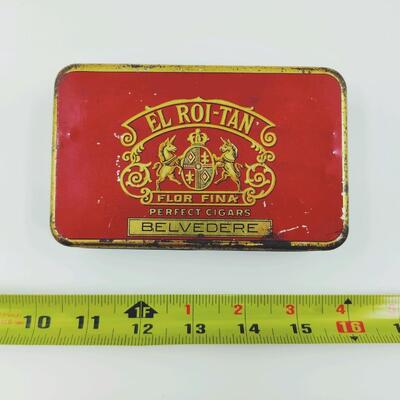 EL ROI-TAN
FLOR FINA
PERFECT CIGARS
BELVEDERE
1F 1 2 3 4
10 11 12 13 14 15 16